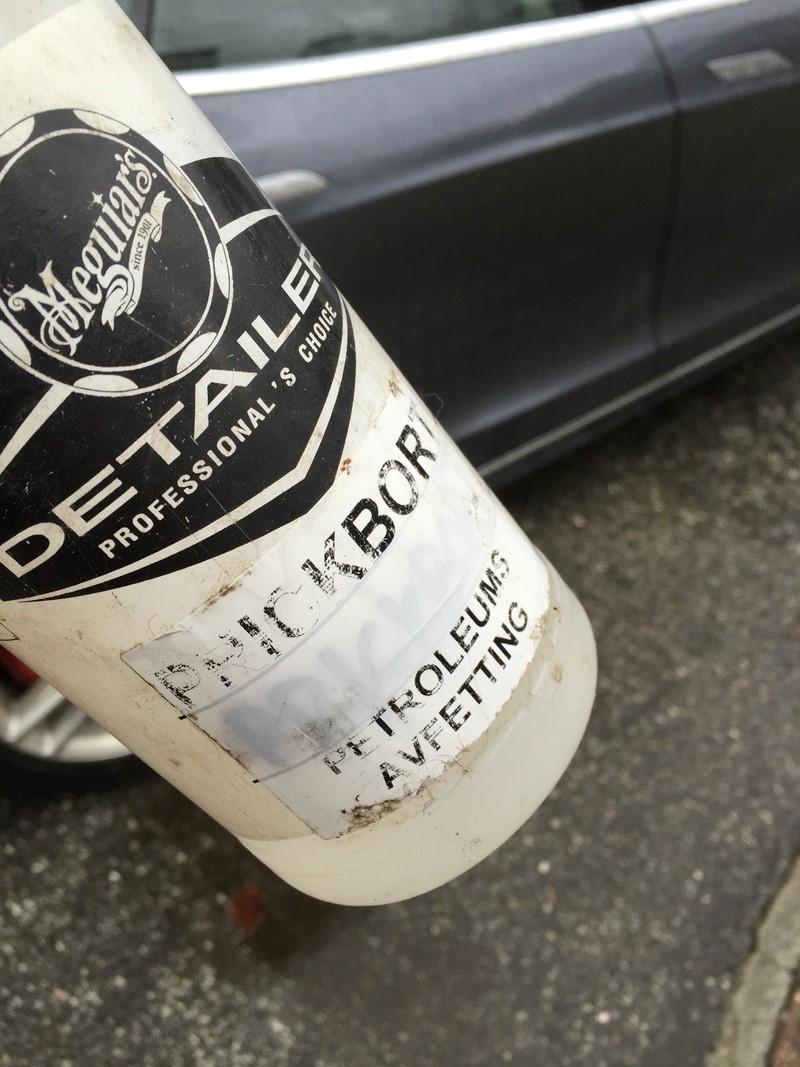 Meguiar's
since 1901
DETAILER
PROFESSIONAL'S CHOICE
PRICKBORT
PETROLEUMS
AVFETTING